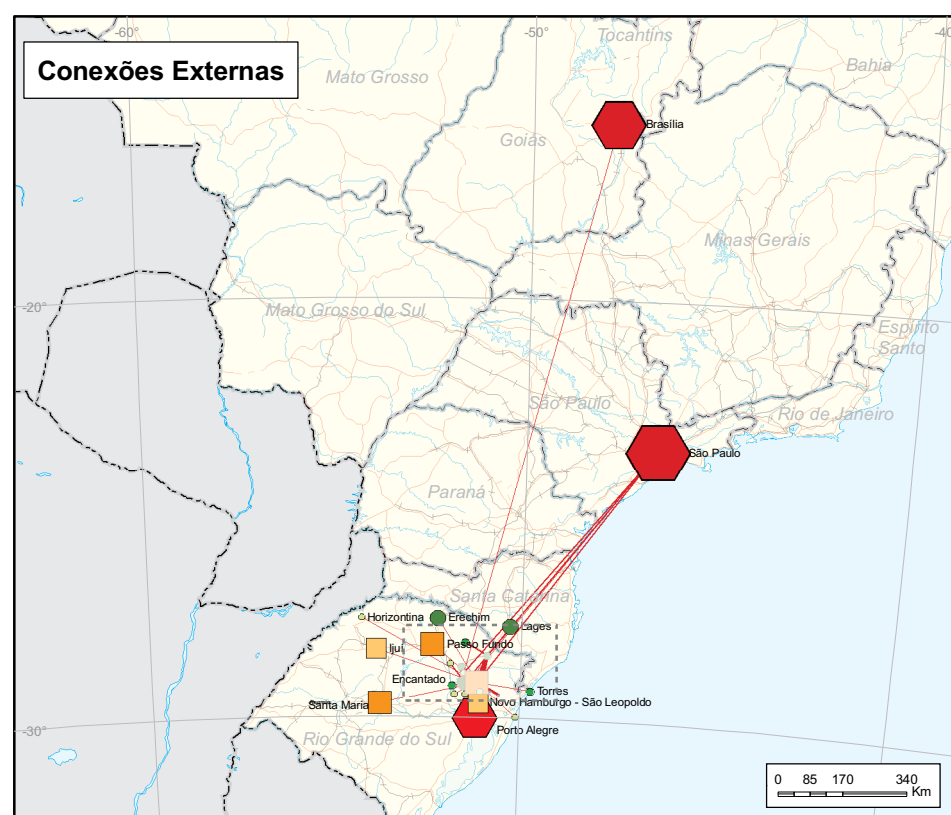 -60°
-50°
-40
Conexões Externas
Tocantins
Mato Grosso
Bahia
Goiás
Brasília
Minas Gerais
-20°
Mato Grosso do Sul
Espírito
Santo
São Paulo
Rio de Janeiro
São Paulo
Paraná
Santa Catarina
Horizontina
Erechim
Lages
Ijuí
Passo Fundo
Encantado
Torres
Santa Maria
Novo Hamburgo - São Leopoldo
-30°
Rio Grande do Sul
Porto Alegre
0 85 170 340
Km